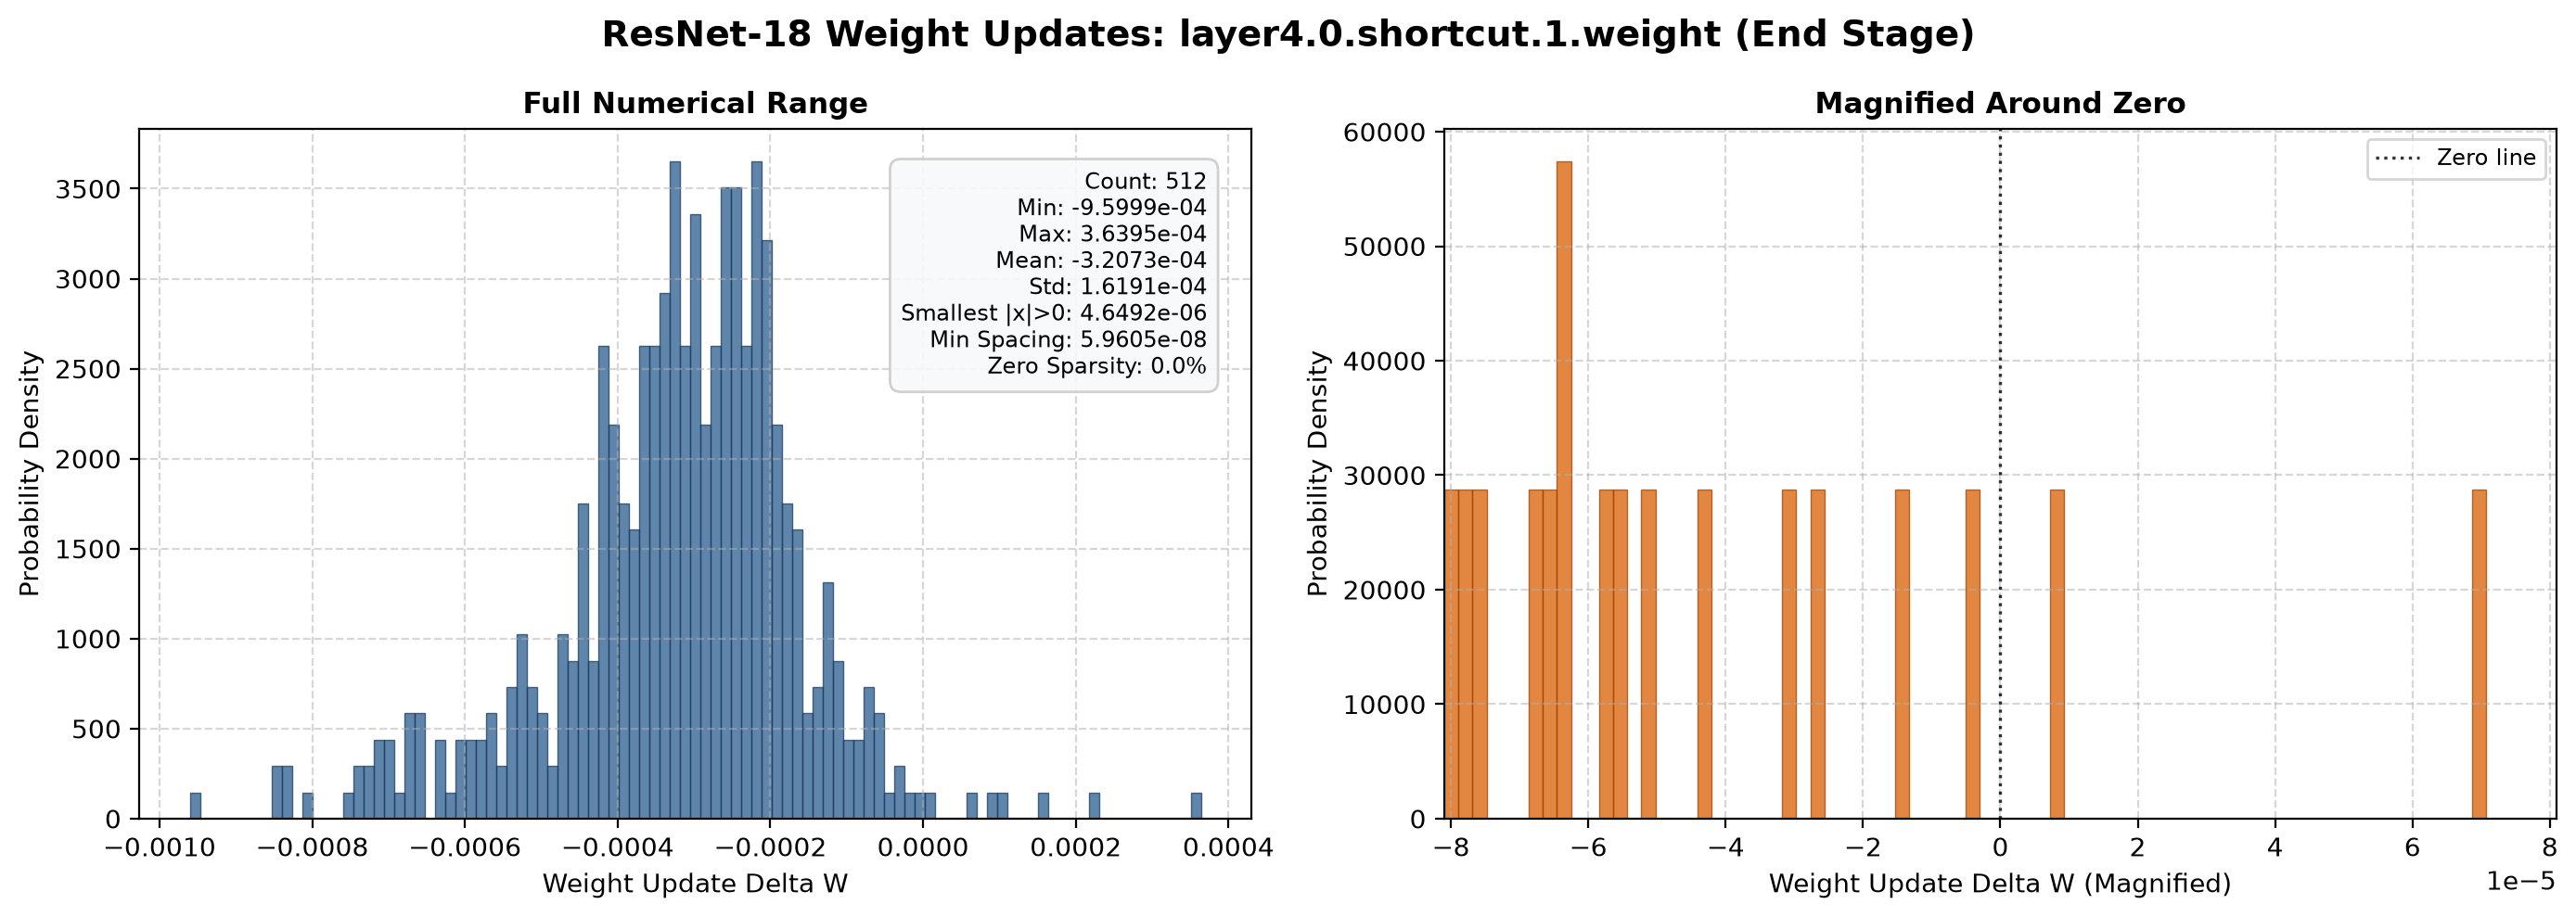 ResNet-18 Weight Updates: layer4.0.shortcut.1.weight (End Stage)
Full Numerical Range
Probability Density
3500
3000
2500
2000
1500
1000
500
0
Count: 512
Min: -9.5999e-04
Max: 3.6395e-04
Mean: -3.2073e-04
Std: 1.6191e-04
Smallest |x|>0: 4.6492e-06
Min Spacing: 5.9605e-08
Zero Sparsity: 0.0%
−0.0010 −0.0008 −0.0006 −0.0004 −0.0002 0.0000 0.0002 0.0004
Weight Update Delta W
Magnified Around Zero
Probability Density
60000
50000
40000
30000
20000
10000
0
Zero line
−8 −6 −4 −2 0 2 4 6 8
1e−5
Weight Update Delta W (Magnified)